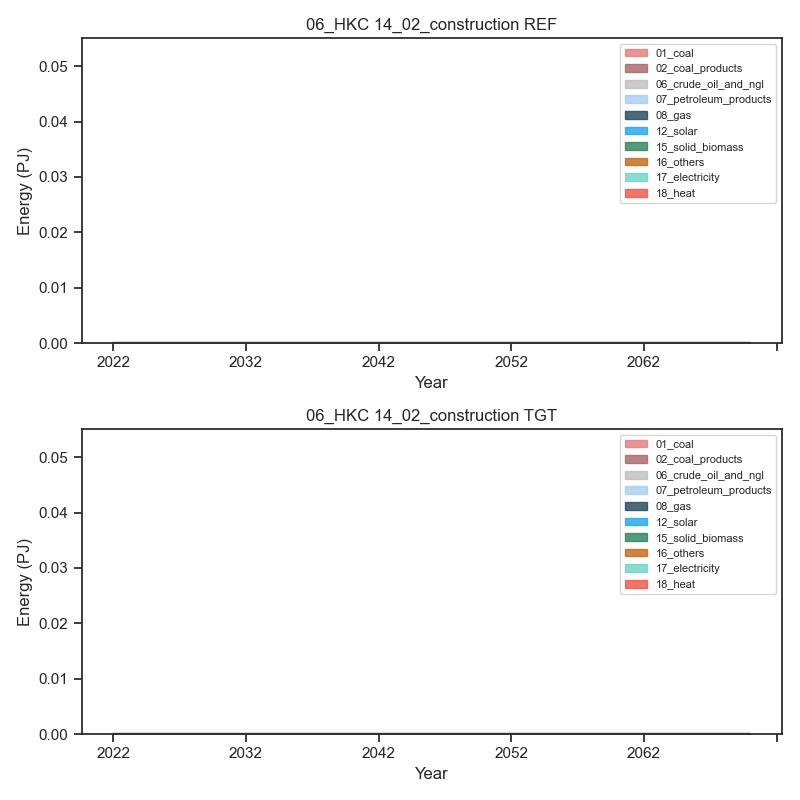 06_HKC 14_02_construction REF
0.05
0.04
0.03
0.02
0.01
0.00
Energy (PJ)
01_coal
02_coal_products
06_crude_oil_and_ngl
07_petroleum_products
08_gas
12_solar
15_solid_biomass
16_others
17_electricity
18_heat
2022 2032 2042 2052 2062
Year
06_HKC 14_02_construction TGT
0.05
0.04
0.03
0.02
0.01
0.00
Energy (PJ)
01_coal
02_coal_products
06_crude_oil_and_ngl
07_petroleum_products
08_gas
12_solar
15_solid_biomass
16_others
17_electricity
18_heat
2022 2032 2042 2052 2062
Year